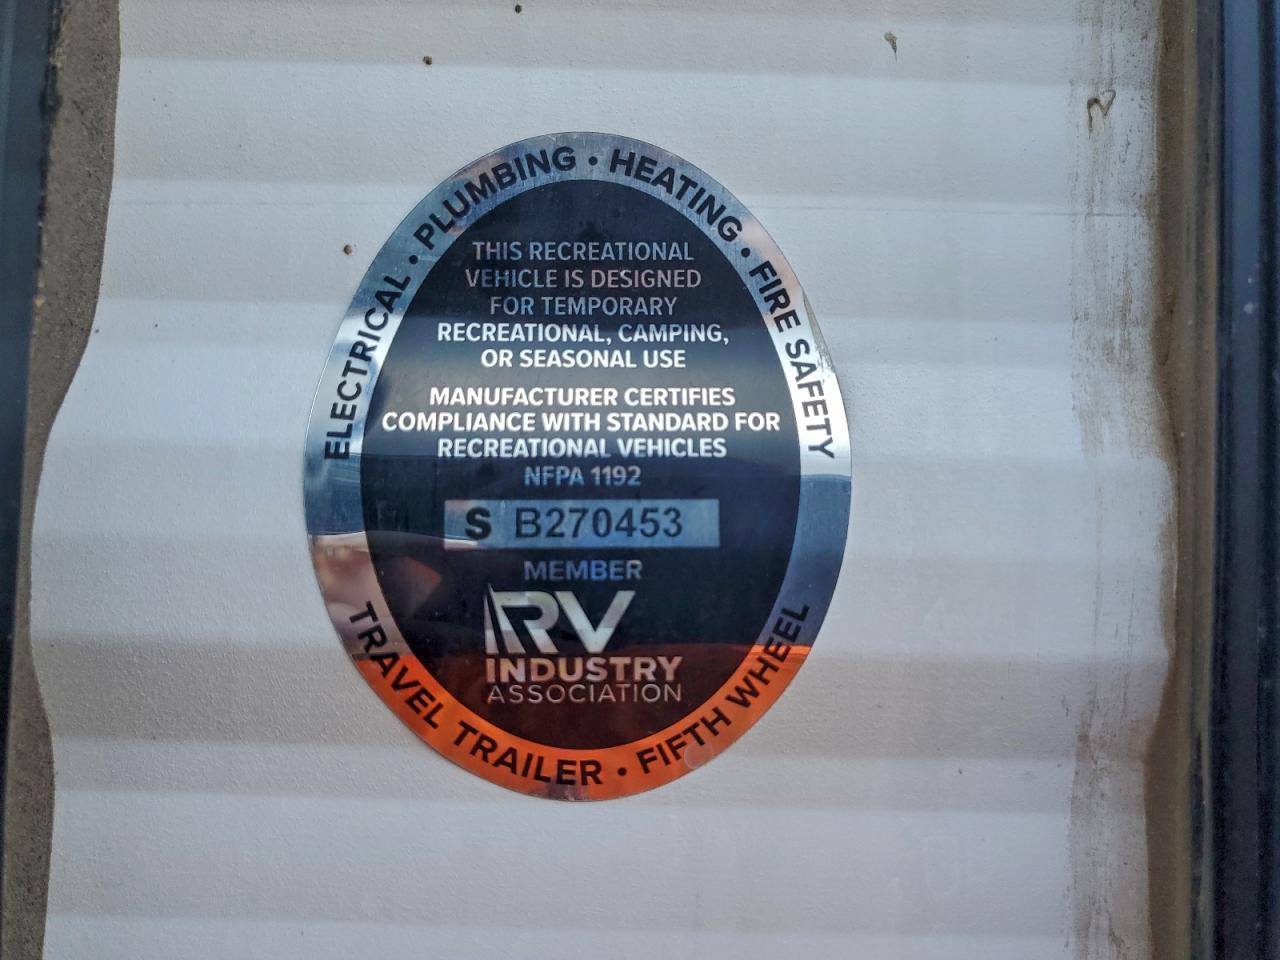 ELECTRICAL • PLUMBING • HEATING • FIRE SAFETY
THIS RECREATIONAL
VEHICLE IS DESIGNED
FOR TEMPORARY
RECREATIONAL, CAMPING,
OR SEASONAL USE
MANUFACTURER CERTIFIES
COMPLIANCE WITH STANDARD FOR
RECREATIONAL VEHICLES
NFPA 1192
S B270453
MEMBER
RV
INDUSTRY
ASSOCIATION
TRAVEL TRAILER • FIFTH WHEEL